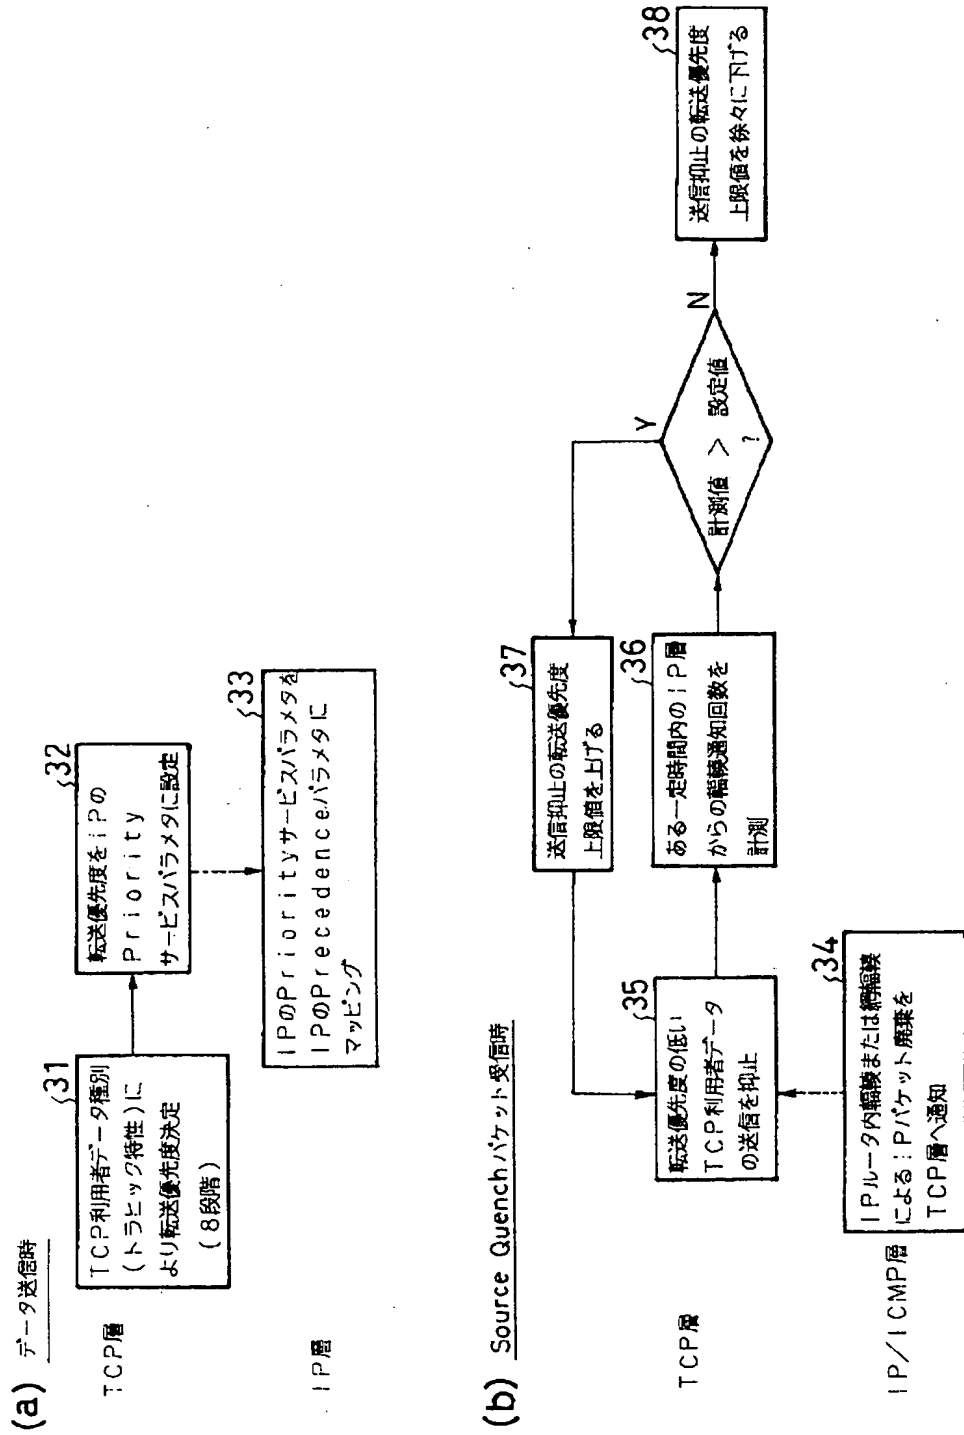 (a) データ送信時
TCP層
31
TCP利用者データ種別
(トラヒック特性)に
より転送優先度決定
(8段階)
32
転送優先度をIPの
Priority
サービスパラメタに設定
IP層
33
IPのPriorityサービスパラメタを
IPのPrecedenceパラメタに
マッピング
(b) Source Quenchパケット受信時
TCP層
37
送信抑止の転送優先度
上限値を上げる
35
転送優先度の低い
TCP利用者データ
の送信を抑止
36
ある一定時間内のIP層
からの輻輳通知回数を
計測
計測値 > 設定値
?
Y
N
38
送信抑止の転送優先度
上限値を徐々に下げる
IP/ICMP層
34
IPルータ内輻輳または網輻輳
によるIPパケット廃棄を
TCP層へ通知